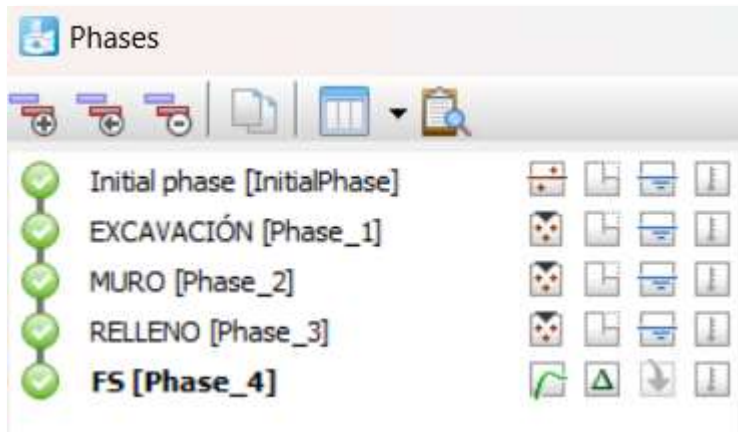 Phases
Initial phase [InitialPhase]
EXCAVACIÓN [Phase_1]
MURO [Phase_2]
RELLENO [Phase_3]
FS [Phase_4]